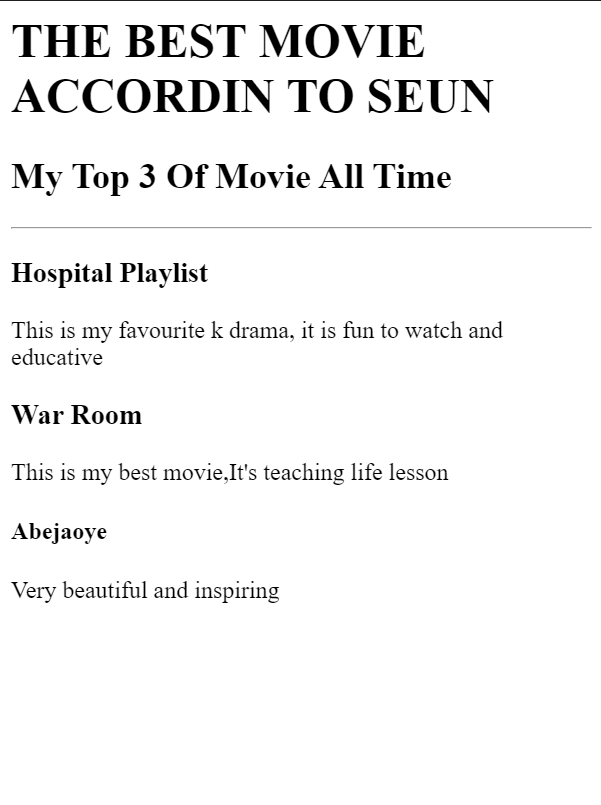 THE BEST MOVIE
ACCORDIN TO SEUN
My Top 3 Of Movie All Time
Hospital Playlist
This is my favourite k drama, it is fun to watch and
educative
War Room
This is my best movie,It's teaching life lesson
Abejaoye
Very beautiful and inspiring